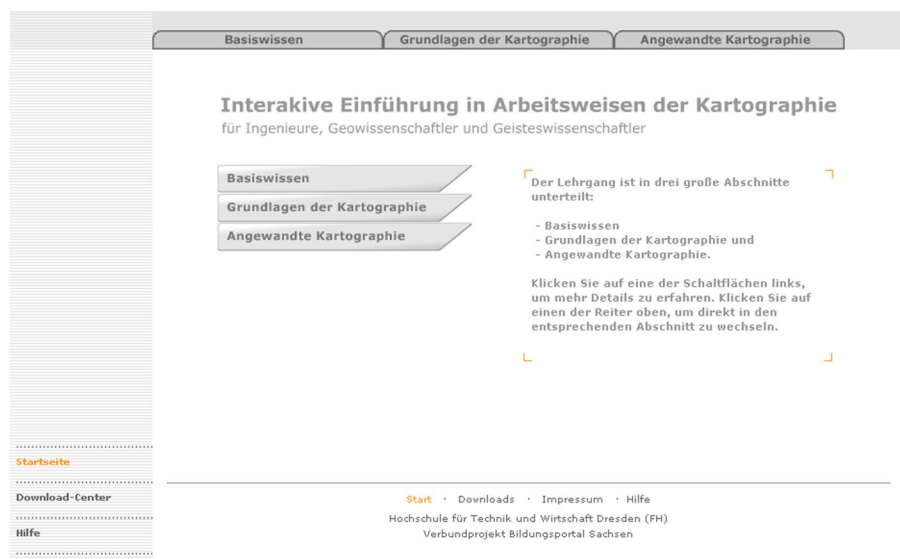 Basiswissen Grundlagen der Kartographie Angewandte Kartographie
Interakive Einführung in Arbeitsweisen der Kartographie
für Ingenieure, Geowissenschaftler und Geisteswissenschaftler
Basiswissen
Grundlagen der Kartographie
Angewandte Kartographie
Der Lehrgang ist in drei große Abschnitte
unterteilt:
- Basiswissen
- Grundlagen der Kartographie und
- Angewandte Kartographie.
Klicken Sie auf eine der Schaltflächen links,
um mehr Details zu erfahren. Klicken Sie auf
einen der Reiter oben, um direkt in den
entsprechenden Abschnitt zu wechseln.
Startseite
Download-Center
Hilfe
Start · Downloads · Impressum · Hilfe
Hochschule für Technik und Wirtschaft Dresden (FH)
Verbundprojekt Bildungsportal Sachsen